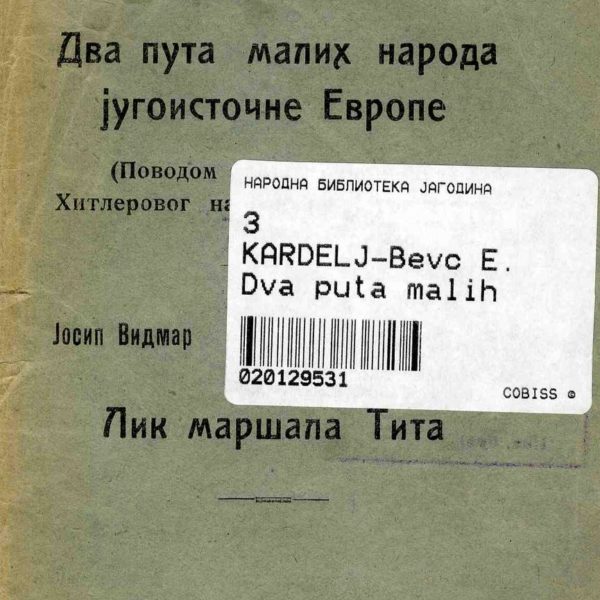 Два пута малих народа
југоисточне Европе
(Поводом
Хитлеровог на
НАРОДНА БИБЛИОТЕКА ЈАГОДИНА
3
KARDELJ-Bevc E.
Dva puta malih
020129531
COBISS ©
Јосип Видмар
Лик маршала Тита